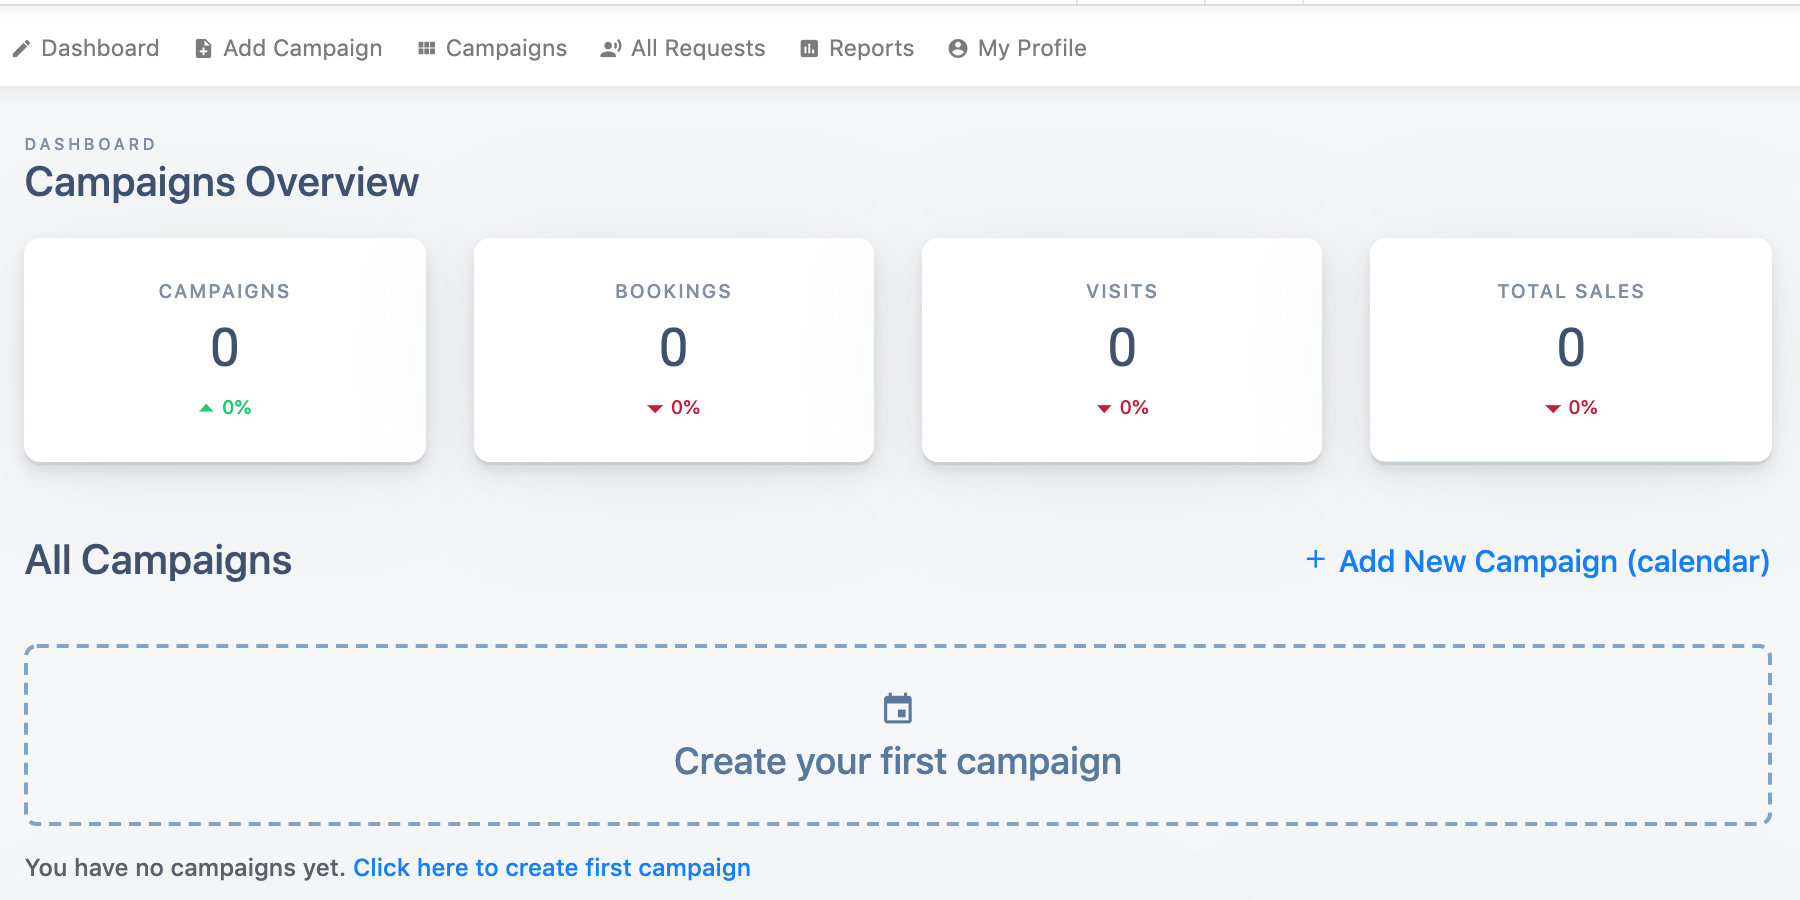 Dashboard Add Campaign Campaigns All Requests Reports My Profile
DASHBOARD
Campaigns Overview
CAMPAIGNS BOOKINGS VISITS TOTAL SALES
0 0 0 0
0% 0% 0% 0%
All Campaigns + Add New Campaign (calendar)
Create your first campaign
You have no campaigns yet. Click here to create first campaign